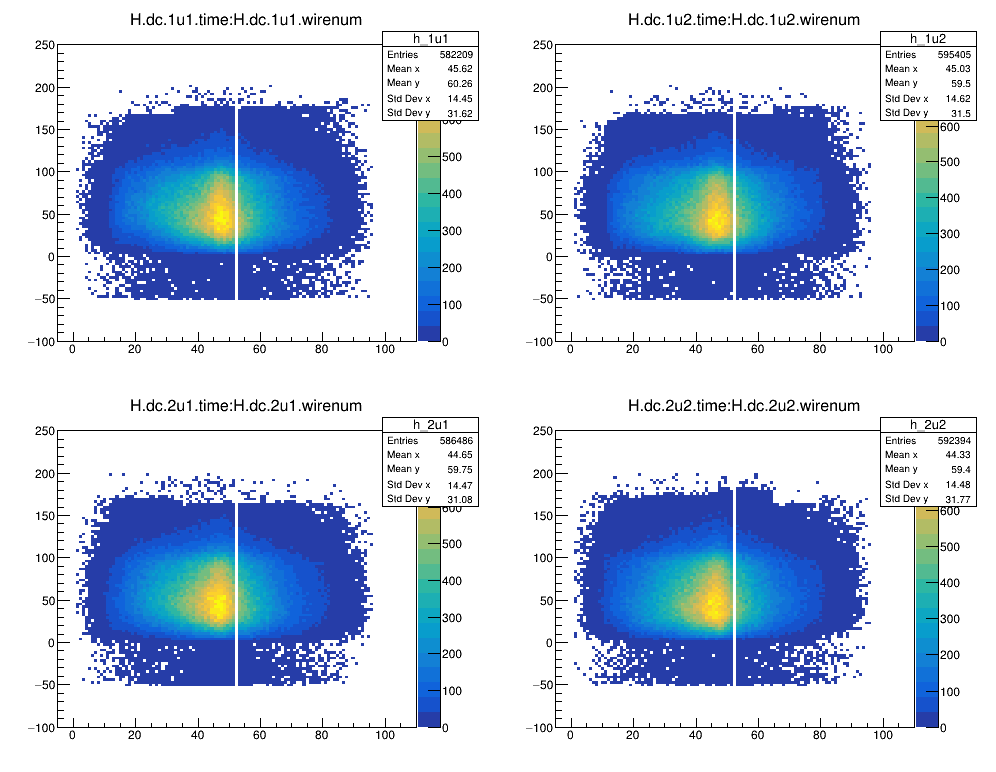 H.dc.1u1.time:H.dc.1u1.wirenum
h_1u1
Entries 582209
Mean x 45.62
Mean y 60.26
Std Dev x 14.45
Std Dev y 31.62
250
200
150
100
50
0
−50
−100
0 20 40 60 80 100
600
500
400
300
200
100
0
H.dc.1u2.time:H.dc.1u2.wirenum
h_1u2
Entries 595405
Mean x 45.03
Mean y 59.5
Std Dev x 14.62
Std Dev y 31.5
250
200
150
100
50
0
−50
−100
0 20 40 60 80 100
600
500
400
300
200
100
0
H.dc.2u1.time:H.dc.2u1.wirenum
h_2u1
Entries 586486
Mean x 44.65
Mean y 59.75
Std Dev x 14.47
Std Dev y 31.08
250
200
150
100
50
0
−50
−100
0 20 40 60 80 100
600
500
400
300
200
100
0
H.dc.2u2.time:H.dc.2u2.wirenum
h_2u2
Entries 592394
Mean x 44.33
Mean y 59.4
Std Dev x 14.48
Std Dev y 31.77
250
200
150
100
50
0
−50
−100
0 20 40 60 80 100
600
500
400
300
200
100
0